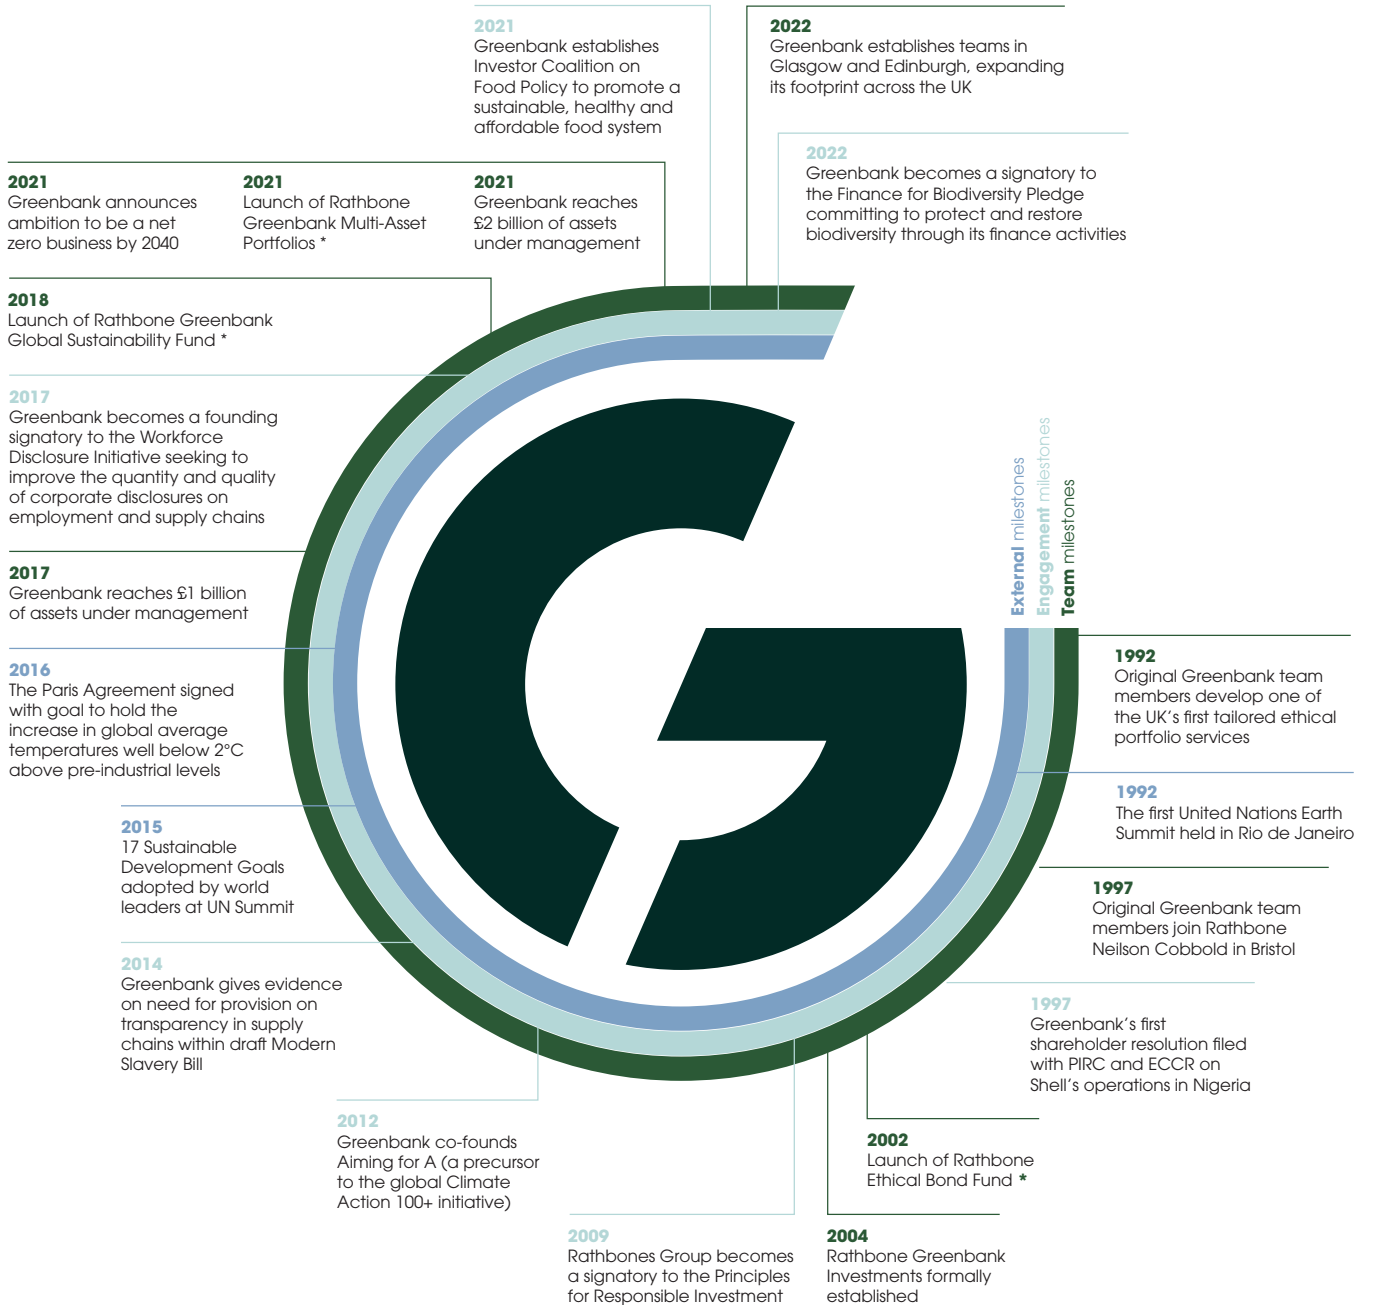 2021
Greenbank establishes
Investor Coalition on
Food Policy to promote a
sustainable, healthy and
affordable food system
2022
Greenbank establishes teams in
Glasgow and Edinburgh, expanding
its footprint across the UK
2022
Greenbank becomes a signatory to
the Finance for Biodiversity Pledge
committing to protect and restore
biodiversity through its finance activities
2021
Greenbank announces
ambition to be a net
zero business by 2040
2021
Launch of Rathbone
Greenbank Multi-Asset
Portfolios *
2021
Greenbank reaches
£2 billion of assets
under management
2018
Launch of Rathbone Greenbank
Global Sustainability Fund *
2017
Greenbank becomes a founding
signatory to the Workforce
Disclosure Initiative seeking to
improve the quantity and quality
of corporate disclosures on
employment and supply chains
2017
Greenbank reaches £1 billion
of assets under management
2016
The Paris Agreement signed
with goal to hold the
increase in global average
temperatures well below 2°C
above pre-industrial levels
2015
17 Sustainable
Development Goals
adopted by world
leaders at UN Summit
2014
Greenbank gives evidence
on need for provision on
transparency in supply
chains within draft Modern
Slavery Bill
2012
Greenbank co-founds
Aiming for A (a precursor
to the global Climate
Action 100+ initiative)
2009
Rathbones Group becomes
a signatory to the Principles
for Responsible Investment
2004
Rathbone Greenbank
Investments formally
established
2002
Launch of Rathbone
Ethical Bond Fund *
1997
Greenbank's first
shareholder resolution filed
with PIRC and ECCR on
Shell's operations in Nigeria
1997
Original Greenbank team
members join Rathbone
Neilson Cobbold in Bristol
1992
The first United Nations Earth
Summit held in Rio de Janeiro
1992
Original Greenbank team
members develop one of
the UK's first tailored ethical
portfolio services
External milestones
Engagement milestones
Team milestones